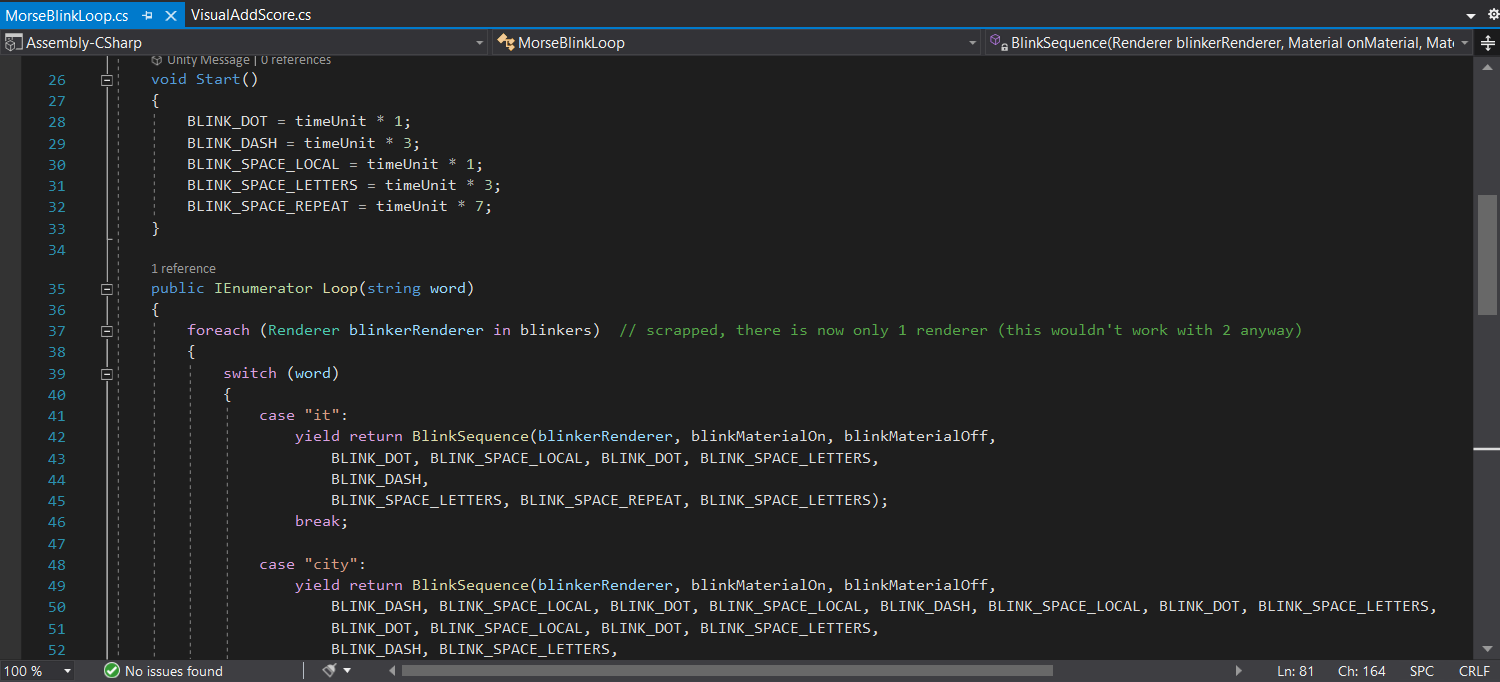 MorseBlinkLoop.cs VisualAddScore.cs
Assembly-CSharp MorseBlinkLoop BlinkSequence(Renderer blinkerRenderer, Material onMaterial, Mate
Unity Message | 0 references
26 void Start()
27 {
28 BLINK_DOT = timeUnit * 1;
29 BLINK_DASH = timeUnit * 3;
30 BLINK_SPACE_LOCAL = timeUnit * 1;
31 BLINK_SPACE_LETTERS = timeUnit * 3;
32 BLINK_SPACE_REPEAT = timeUnit * 7;
33 }
34
1 reference
35 public IEnumerator Loop(string word)
36 {
37 foreach (Renderer blinkerRenderer in blinkers) // scrapped, there is now only 1 renderer (this wouldn't work with 2 anyway)
38 {
39 switch (word)
40 {
41 case "it":
42 yield return BlinkSequence(blinkerRenderer, blinkMaterialOn, blinkMaterialOff,
43 BLINK_DOT, BLINK_SPACE_LOCAL, BLINK_DOT, BLINK_SPACE_LETTERS,
44 BLINK_DASH,
45 BLINK_SPACE_LETTERS, BLINK_SPACE_REPEAT, BLINK_SPACE_LETTERS);
46 break;
47
48 case "city":
49 yield return BlinkSequence(blinkerRenderer, blinkMaterialOn, blinkMaterialOff,
50 BLINK_DASH, BLINK_SPACE_LOCAL, BLINK_DOT, BLINK_SPACE_LOCAL, BLINK_DASH, BLINK_SPACE_LOCAL, BLINK_DOT, BLINK_SPACE_LETTERS,
51 BLINK_DOT, BLINK_SPACE_LOCAL, BLINK_DOT, BLINK_SPACE_LETTERS,
52 BLINK_DASH, BLINK_SPACE_LETTERS,
100 % No issues found Ln: 81 Ch: 164 SPC CRLF